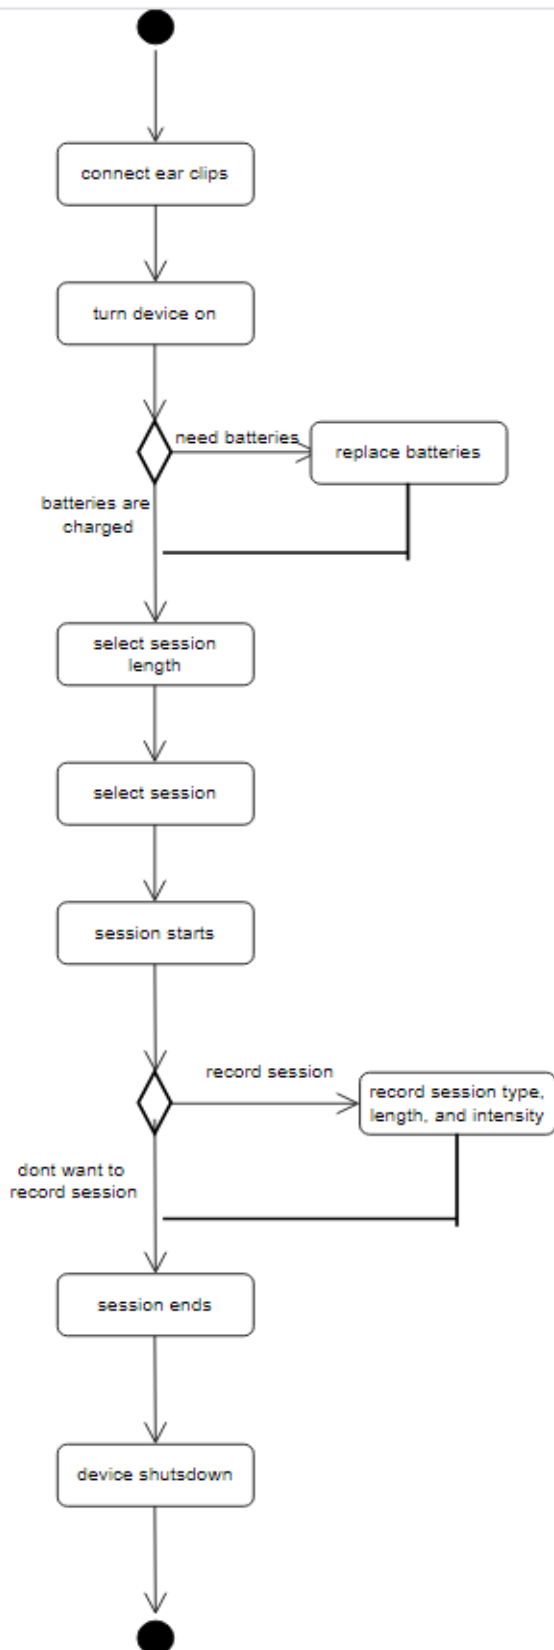 connect ear clips
turn device on
need batteries
replace batteries
batteries are
charged
select session
length
select session
session starts
record session
record session type,
length, and intensity
dont want to
record session
session ends
device shutsdown